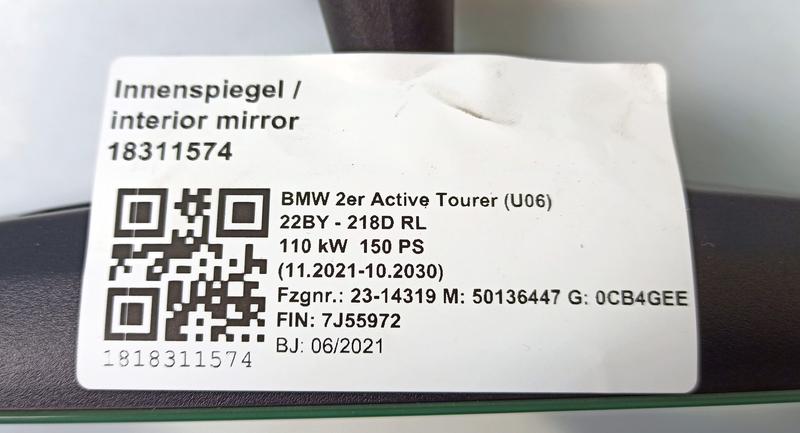 Innenspiegel /
interior mirror
18311574
BMW 2er Active Tourer (U06)
22BY - 218D RL
110 kW 150 PS
(11.2021-10.2030)
Fzgnr.: 23-14319 M: 50136447 G: 0CB4GEE
FIN: 7J55972
BJ: 06/2021
1818311574